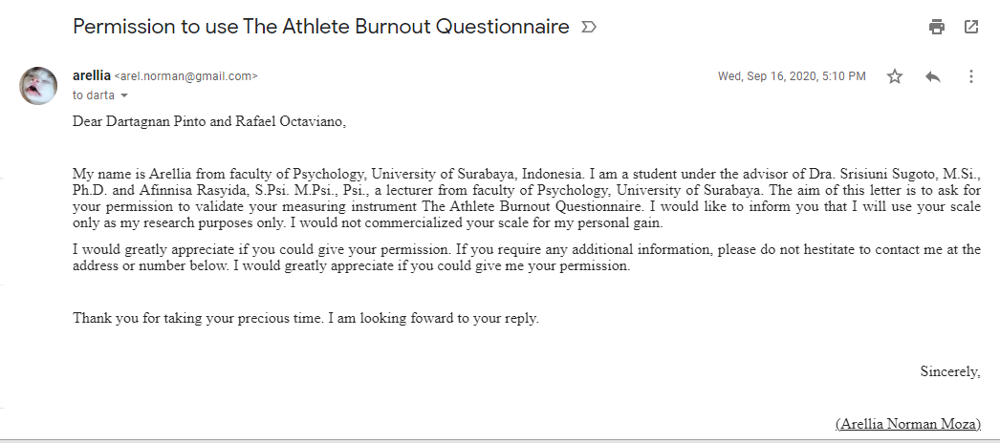 Permission to use The Athlete Burnout Questionnaire
arellia <arel.norman@gmail.com>
Wed, Sep 16, 2020, 5:10 PM
to darta
Dear Dartagnan Pinto and Rafael Octaviano,
My name is Arellia from faculty of Psychology, University of Surabaya, Indonesia. I am a student under the advisor of Dra. Srisiuni Sugoto, M.Si.,
Ph.D. and Afinnisa Rasyida, S.Psi. M.Psi., Psi., a lecturer from faculty of Psychology, University of Surabaya. The aim of this letter is to ask for
your permission to validate your measuring instrument The Athlete Burnout Questionnaire. I would like to inform you that I will use your scale
only as my research purposes only. I would not commercialized your scale for my personal gain.
I would greatly appreciate if you could give your permission. If you require any additional information, please do not hestitate to contact me at the
address or number below. I would greatly appreciate if you could give me your permission.
Thank you for taking your precious time. I am looking foward to your reply.
Sincerely,
(Arellia Norman Moza)